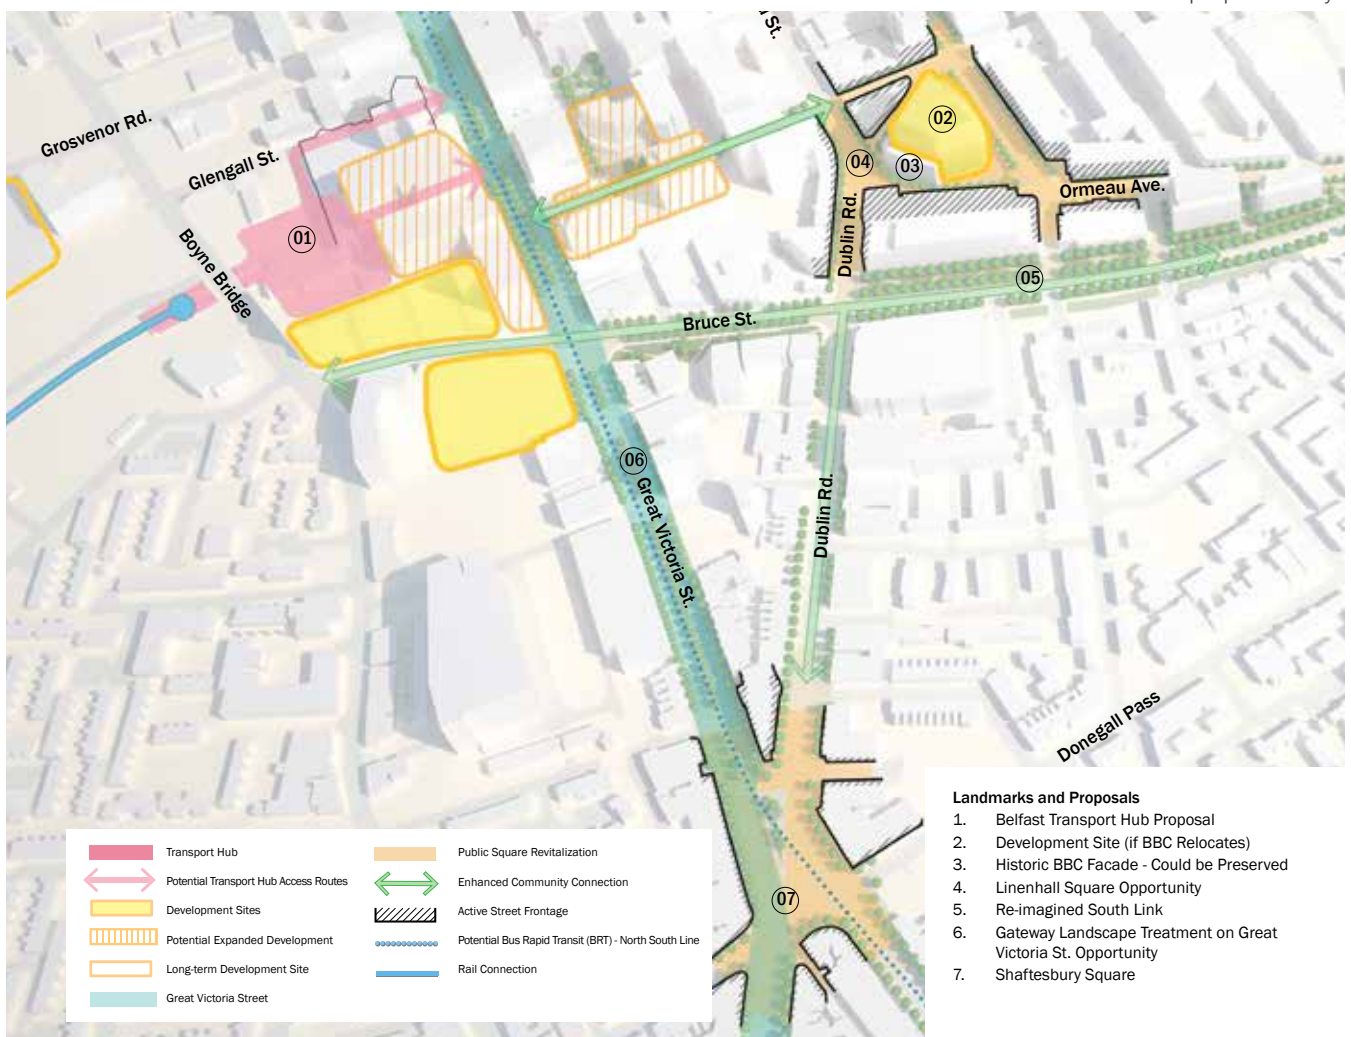 St.
Grosvenor Rd.
Glengall St.
Boyne Bridge
01
02
03
04
Ormeau Ave.
Dublin Rd.
05
Bruce St.
06
Great Victoria St.
Dublin Rd.
Donegall Pass
07
Transport Hub
Potential Transport Hub Access Routes
Development Sites
Potential Expanded Development
Long-term Development Site
Great Victoria Street
Public Square Revitalization
Enhanced Community Connection
Active Street Frontage
Potential Bus Rapid Transit (BRT) - North South Line
Rail Connection
Landmarks and Proposals
1. Belfast Transport Hub Proposal
2. Development Site (if BBC Relocates)
3. Historic BBC Facade - Could be Preserved
4. Linenhall Square Opportunity
5. Re-imagined South Link
6. Gateway Landscape Treatment on Great
Victoria St. Opportunity
7. Shaftesbury Square